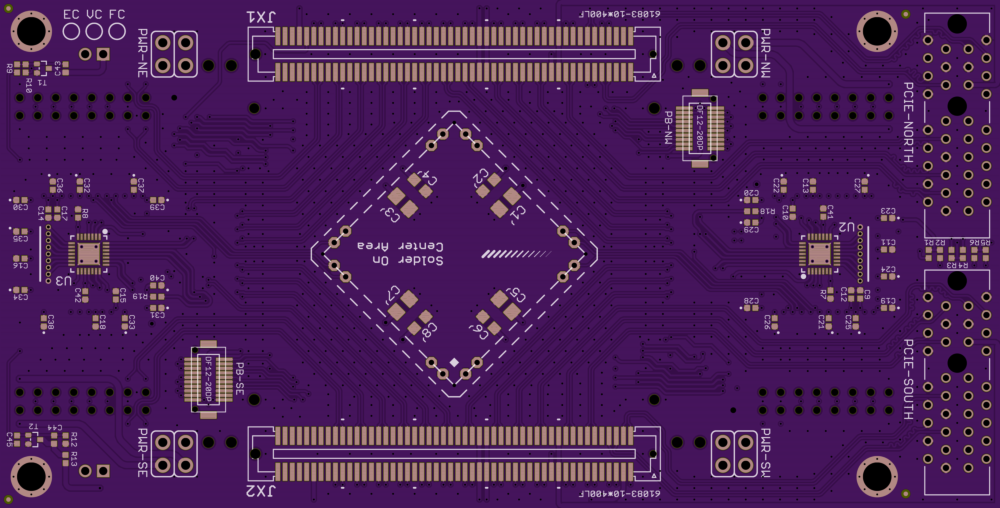 EC VC FC
JX1
61083-10*400LF
PWR-NE
PWR-NW
R9
R10
T1
PCIE-NORTH
PB-NW
DF12-20DP
C36
C32
C37
C30
C39
C14
C17
R8
C35
C16
C34
U3
C40
R19
C31
C42
C15
C38
C18
C33
C4'
C3'
C2'
C1'
Solder On
Center Area
C7'
C8'
C5'
C6'
C22
C13
C27
C20
R18
C29
C10
C41
C23
U2
C11
C24
C28
R7
C12
C9
C19
C26
C21
C25
R1
R2
R4
R3
R6
R5
PCIE-SOUTH
PB-SE
DF12-20DP
T2
C45
C44
R12
R13
PWR-SE
PWR-SW
JX2
61083-10*400LF